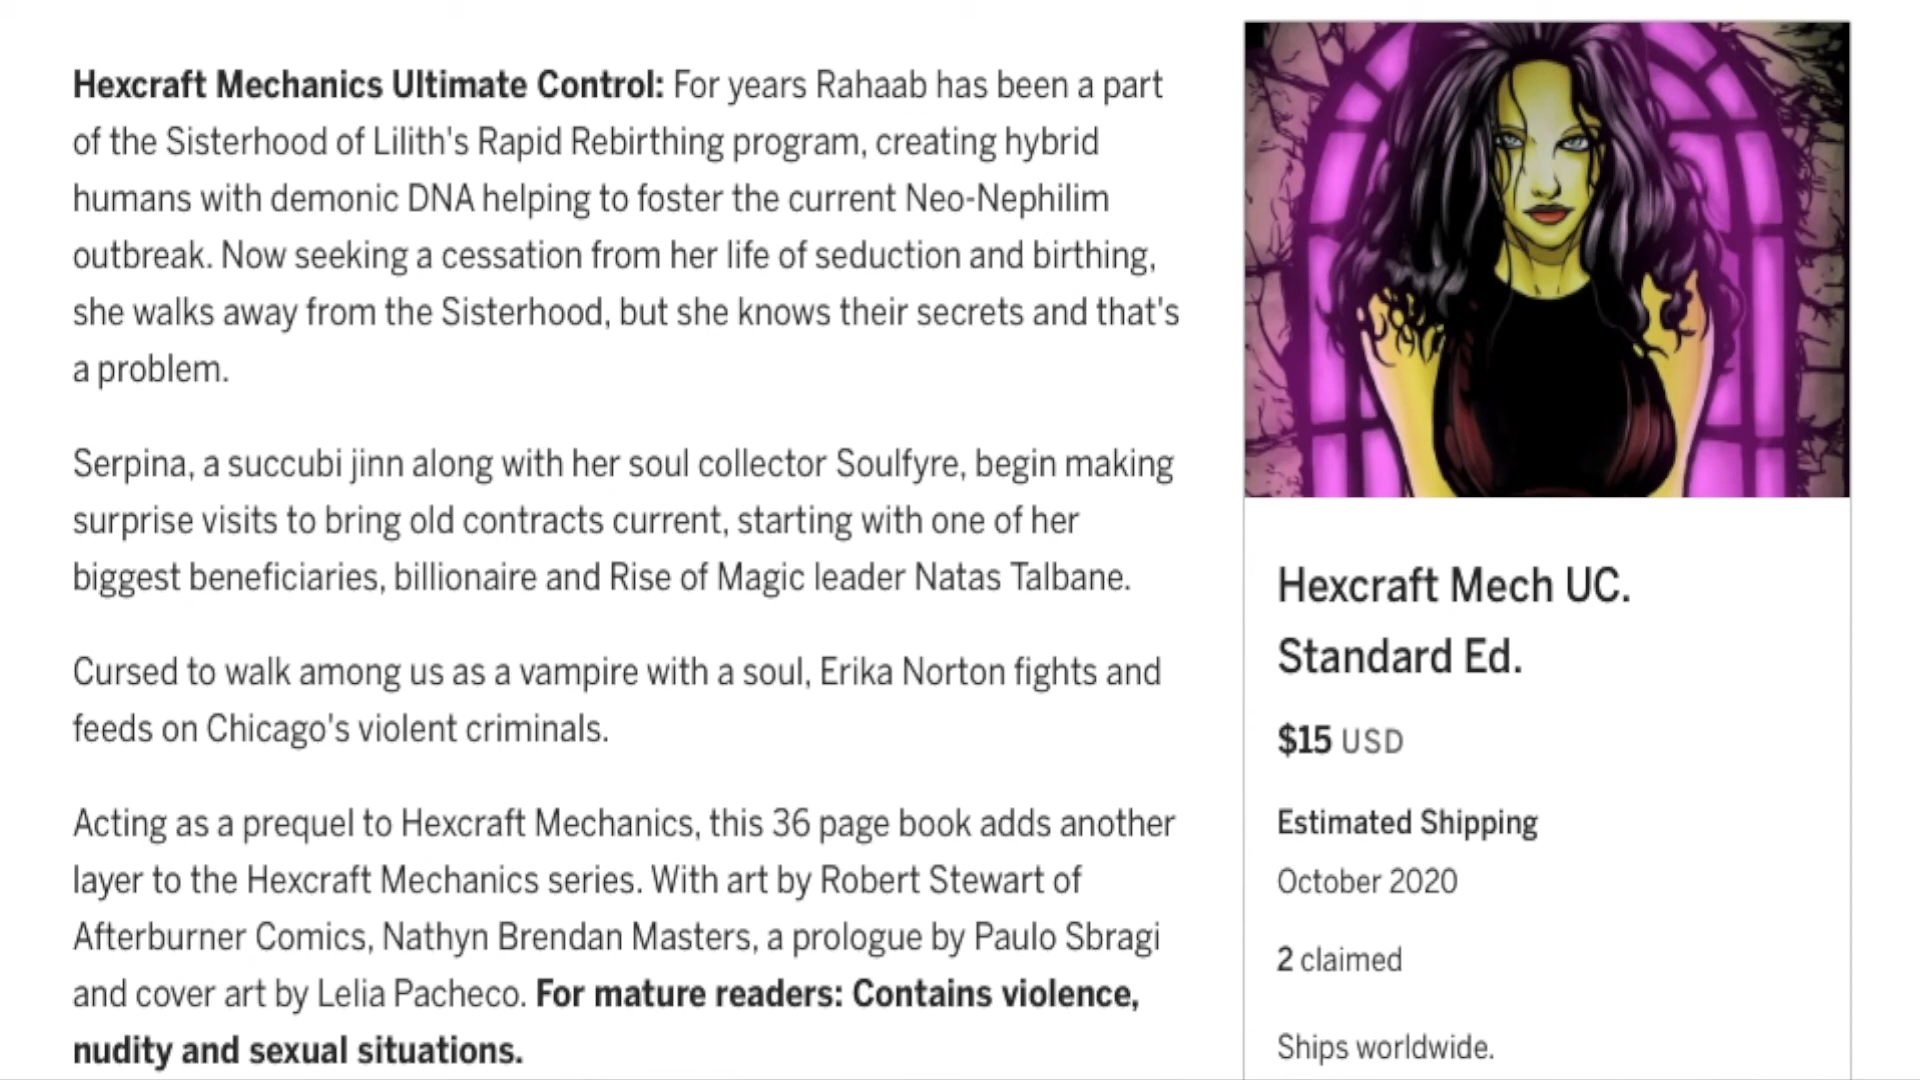 Hexcraft Mechanics Ultimate Control: For years Rahaab has been a part
of the Sisterhood of Lilith's Rapid Rebirthing program, creating hybrid
humans with demonic DNA helping to foster the current Neo-Nephilim
outbreak. Now seeking a cessation from her life of seduction and birthing,
she walks away from the Sisterhood, but she knows their secrets and that's
a problem.
Serpina, a succubi jinn along with her soul collector Soulfyre, begin making
surprise visits to bring old contracts current, starting with one of her
biggest beneficiaries, billionaire and Rise of Magic leader Natas Talbane.
Cursed to walk among us as a vampire with a soul, Erika Norton fights and
feeds on Chicago's violent criminals.
Acting as a prequel to Hexcraft Mechanics, this 36 page book adds another
layer to the Hexcraft Mechanics series. With art by Robert Stewart of
Afterburner Comics, Nathyn Brendan Masters, a prologue by Paulo Sbragi
and cover art by Lelia Pacheco. For mature readers: Contains violence,
nudity and sexual situations.
Hexcraft Mech UC.
Standard Ed.
$15 USD
Estimated Shipping
October 2020
2 claimed
Ships worldwide.